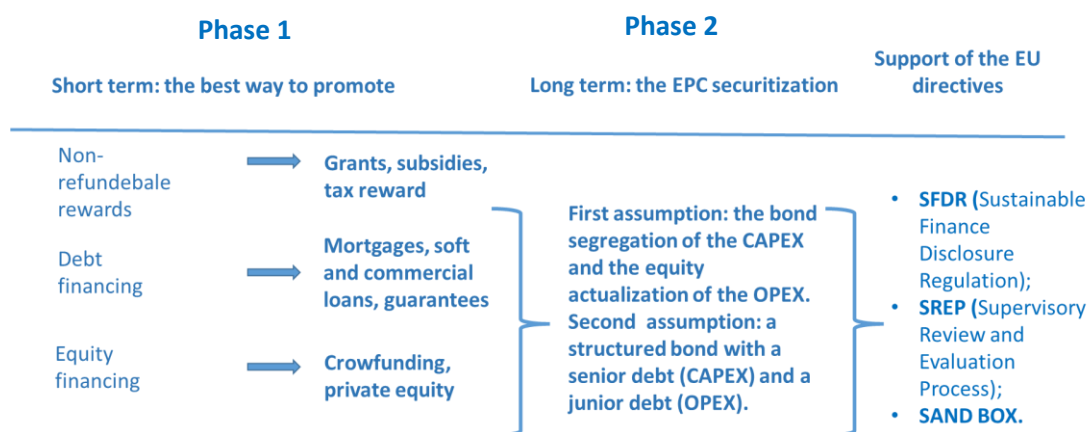 Phase 1
Phase 2
Short term: the best way to promote
Long term: the EPC securitization
Support of the EU
directives
Non-
refundebale
rewards
Grants, subsidies,
tax reward
Debt
financing
Mortgages, soft
and commercial
loans, guarantees
Equity
financing
Crowfunding,
private equity
First assumption: the bond
segregation of the CAPEX
and the equity
actualization of the OPEX.
Second assumption: a
structured bond with a
senior debt (CAPEX) and a
junior debt (OPEX).
• SFDR (Sustainable
Finance
Disclosure
Regulation);
• SREP (Supervisory
Review and
Evaluation
Process);
• SAND BOX.